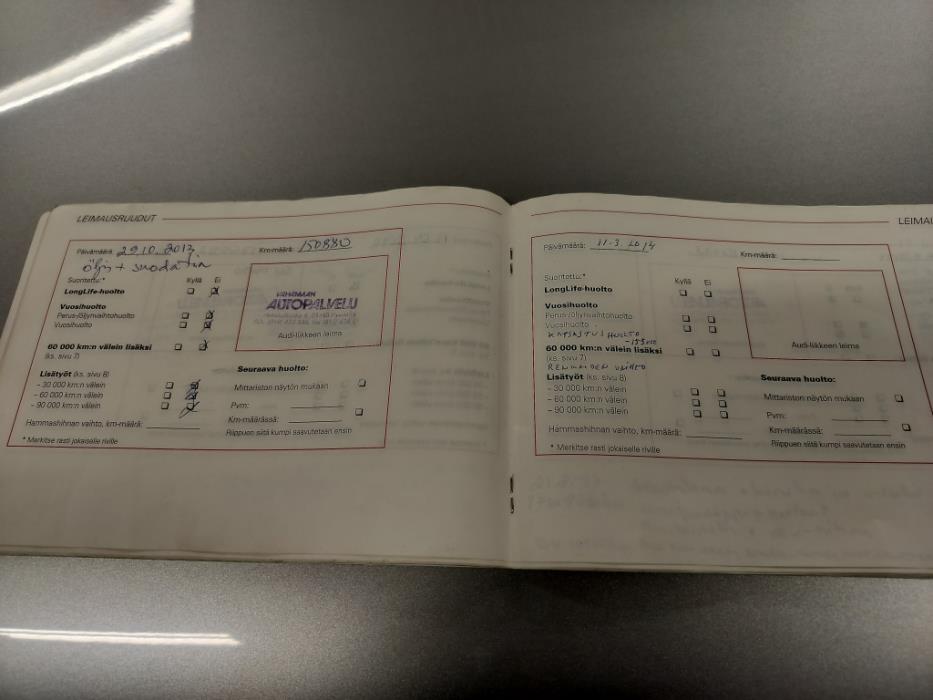 LEIMAUSRUUDUT
Päivämäärä: 29.10.2013 Km-määrä: 150880
öljy + suodatin
Suoritettu:* Kyllä Ei
LongLife-huolto
Vuosihuolto
Perus-/öljynvaihtohuolto
Vuosihuolto
60 000 km:n välein lisäksi
(ks. sivu 7)
Lisätyöt (ks. sivu 8)
– 30 000 km:n välein
– 60 000 km:n välein
– 90 000 km:n välein
Hammashihnan vaihto, km-määrä:
* Merkitse rasti jokaiselle riville
AUTOPALVELU
Audi-liikkeen leima
Seuraava huolto:
Mittariston näytön mukaan
Pvm:
Km-määrässä:
Riippuen siitä kumpi saavutetaan ensin
LEIMAU
Päivämäärä: 11.3.2014 Km-määrä:
Suoritettu:* Kyllä Ei
LongLife-huolto
Vuosihuolto
Perus-/öljynvaihtohuolto
Vuosihuolto
HUOLTO
60 000 km:n välein lisäksi
(ks. sivu 7)
RENKAIDEN
Lisätyöt (ks. sivu 8)
– 30 000 km:n välein
– 60 000 km:n välein
– 90 000 km:n välein
Hammashihnan vaihto, km-määrä:
* Merkitse rasti jokaiselle riville
Audi-liikkeen leima
Seuraava huolto:
Mittariston näytön mukaan
Pvm:
Km-määrässä:
Riippuen siitä kumpi saavutetaan ensin